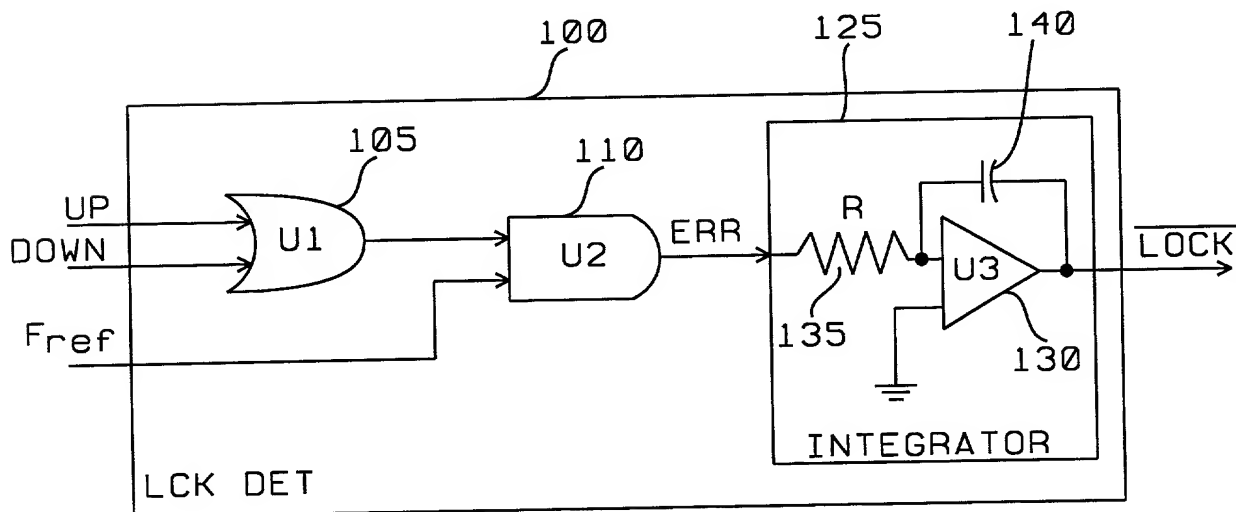 100
125
140
105
110
UP
DOWN
U1
U2
ERR
R
U3
LOCK
Fref
135
130
INTEGRATOR
LCK DET